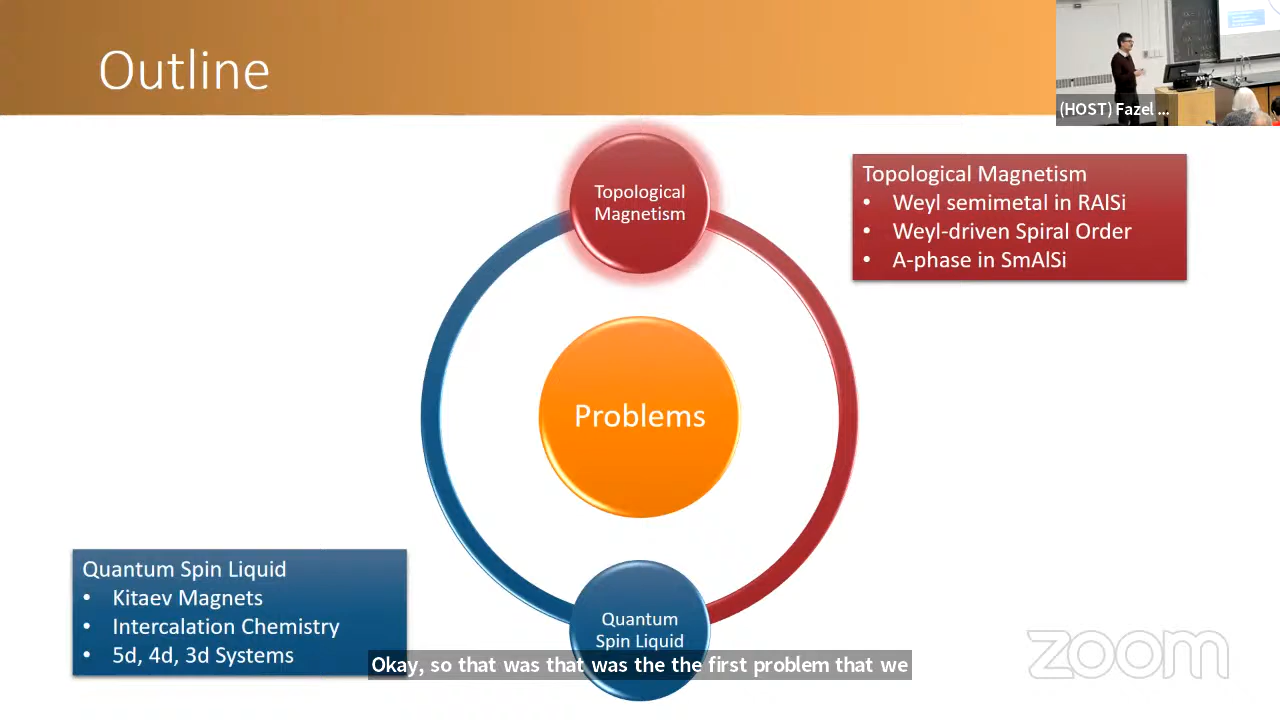 Outline
(HOST) Fazel ...
Topological
Magnetism
Topological Magnetism
• Weyl semimetal in RAlSi
• Weyl-driven Spiral Order
• A-phase in SmAlSi
Problems
Quantum Spin Liquid
• Kitaev Magnets
• Intercalation Chemistry
• 5d, 4d, 3d Systems
Quantum
Spin Liquid
Okay, so that was that was the the first problem that we
zoom